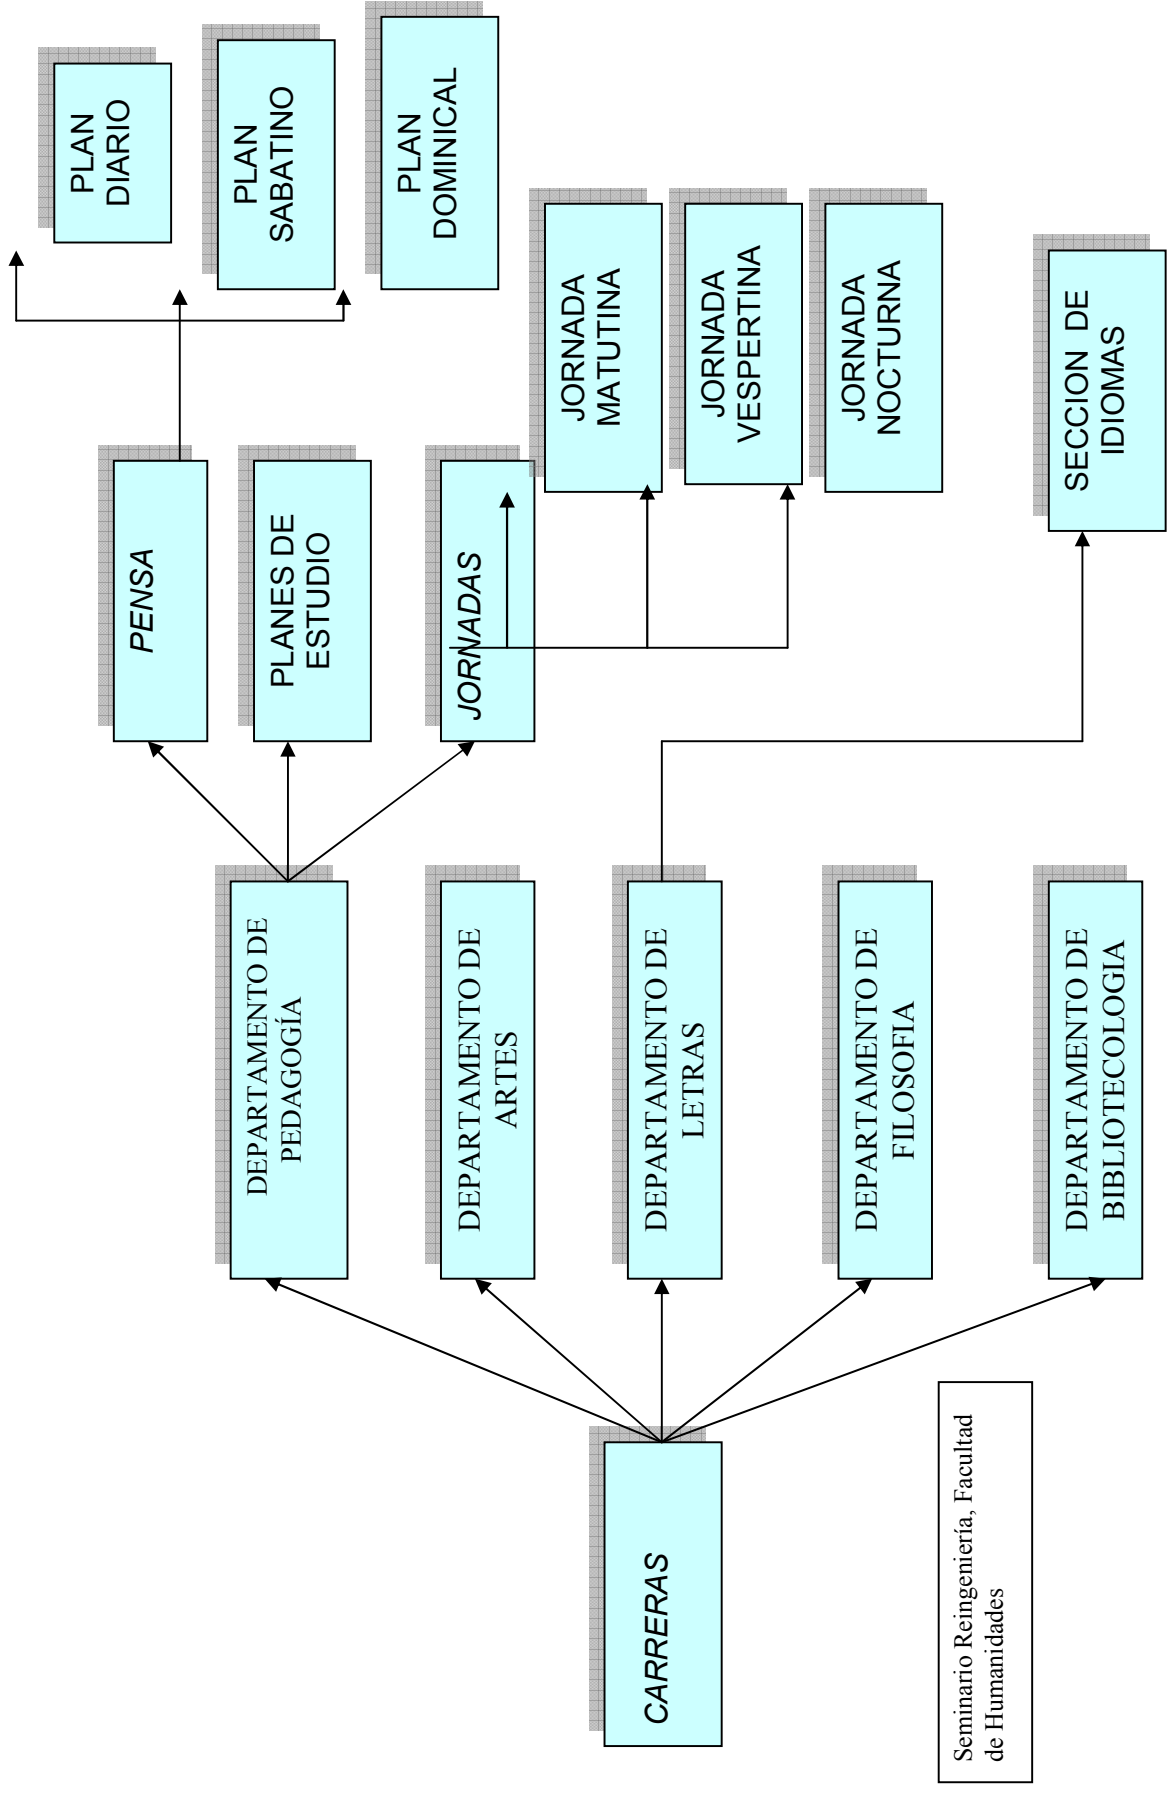 CARRERAS
DEPARTAMENTO DE
PEDAGOGÍA
DEPARTAMENTO DE
ARTES
DEPARTAMENTO DE
LETRAS
DEPARTAMENTO DE
FILOSOFIA
DEPARTAMENTO DE
BIBLIOTECOLOGIA
PENSA
PLANES DE
ESTUDIO
JORNADAS
PLAN
DIARIO
PLAN
SABATINO
PLAN
DOMINICAL
JORNADA
MATUTINA
JORNADA
VESPERTINA
JORNADA
NOCTURNA
SECCION DE
IDIOMAS
Seminario Reingeniería, Facultad
de Humanidades